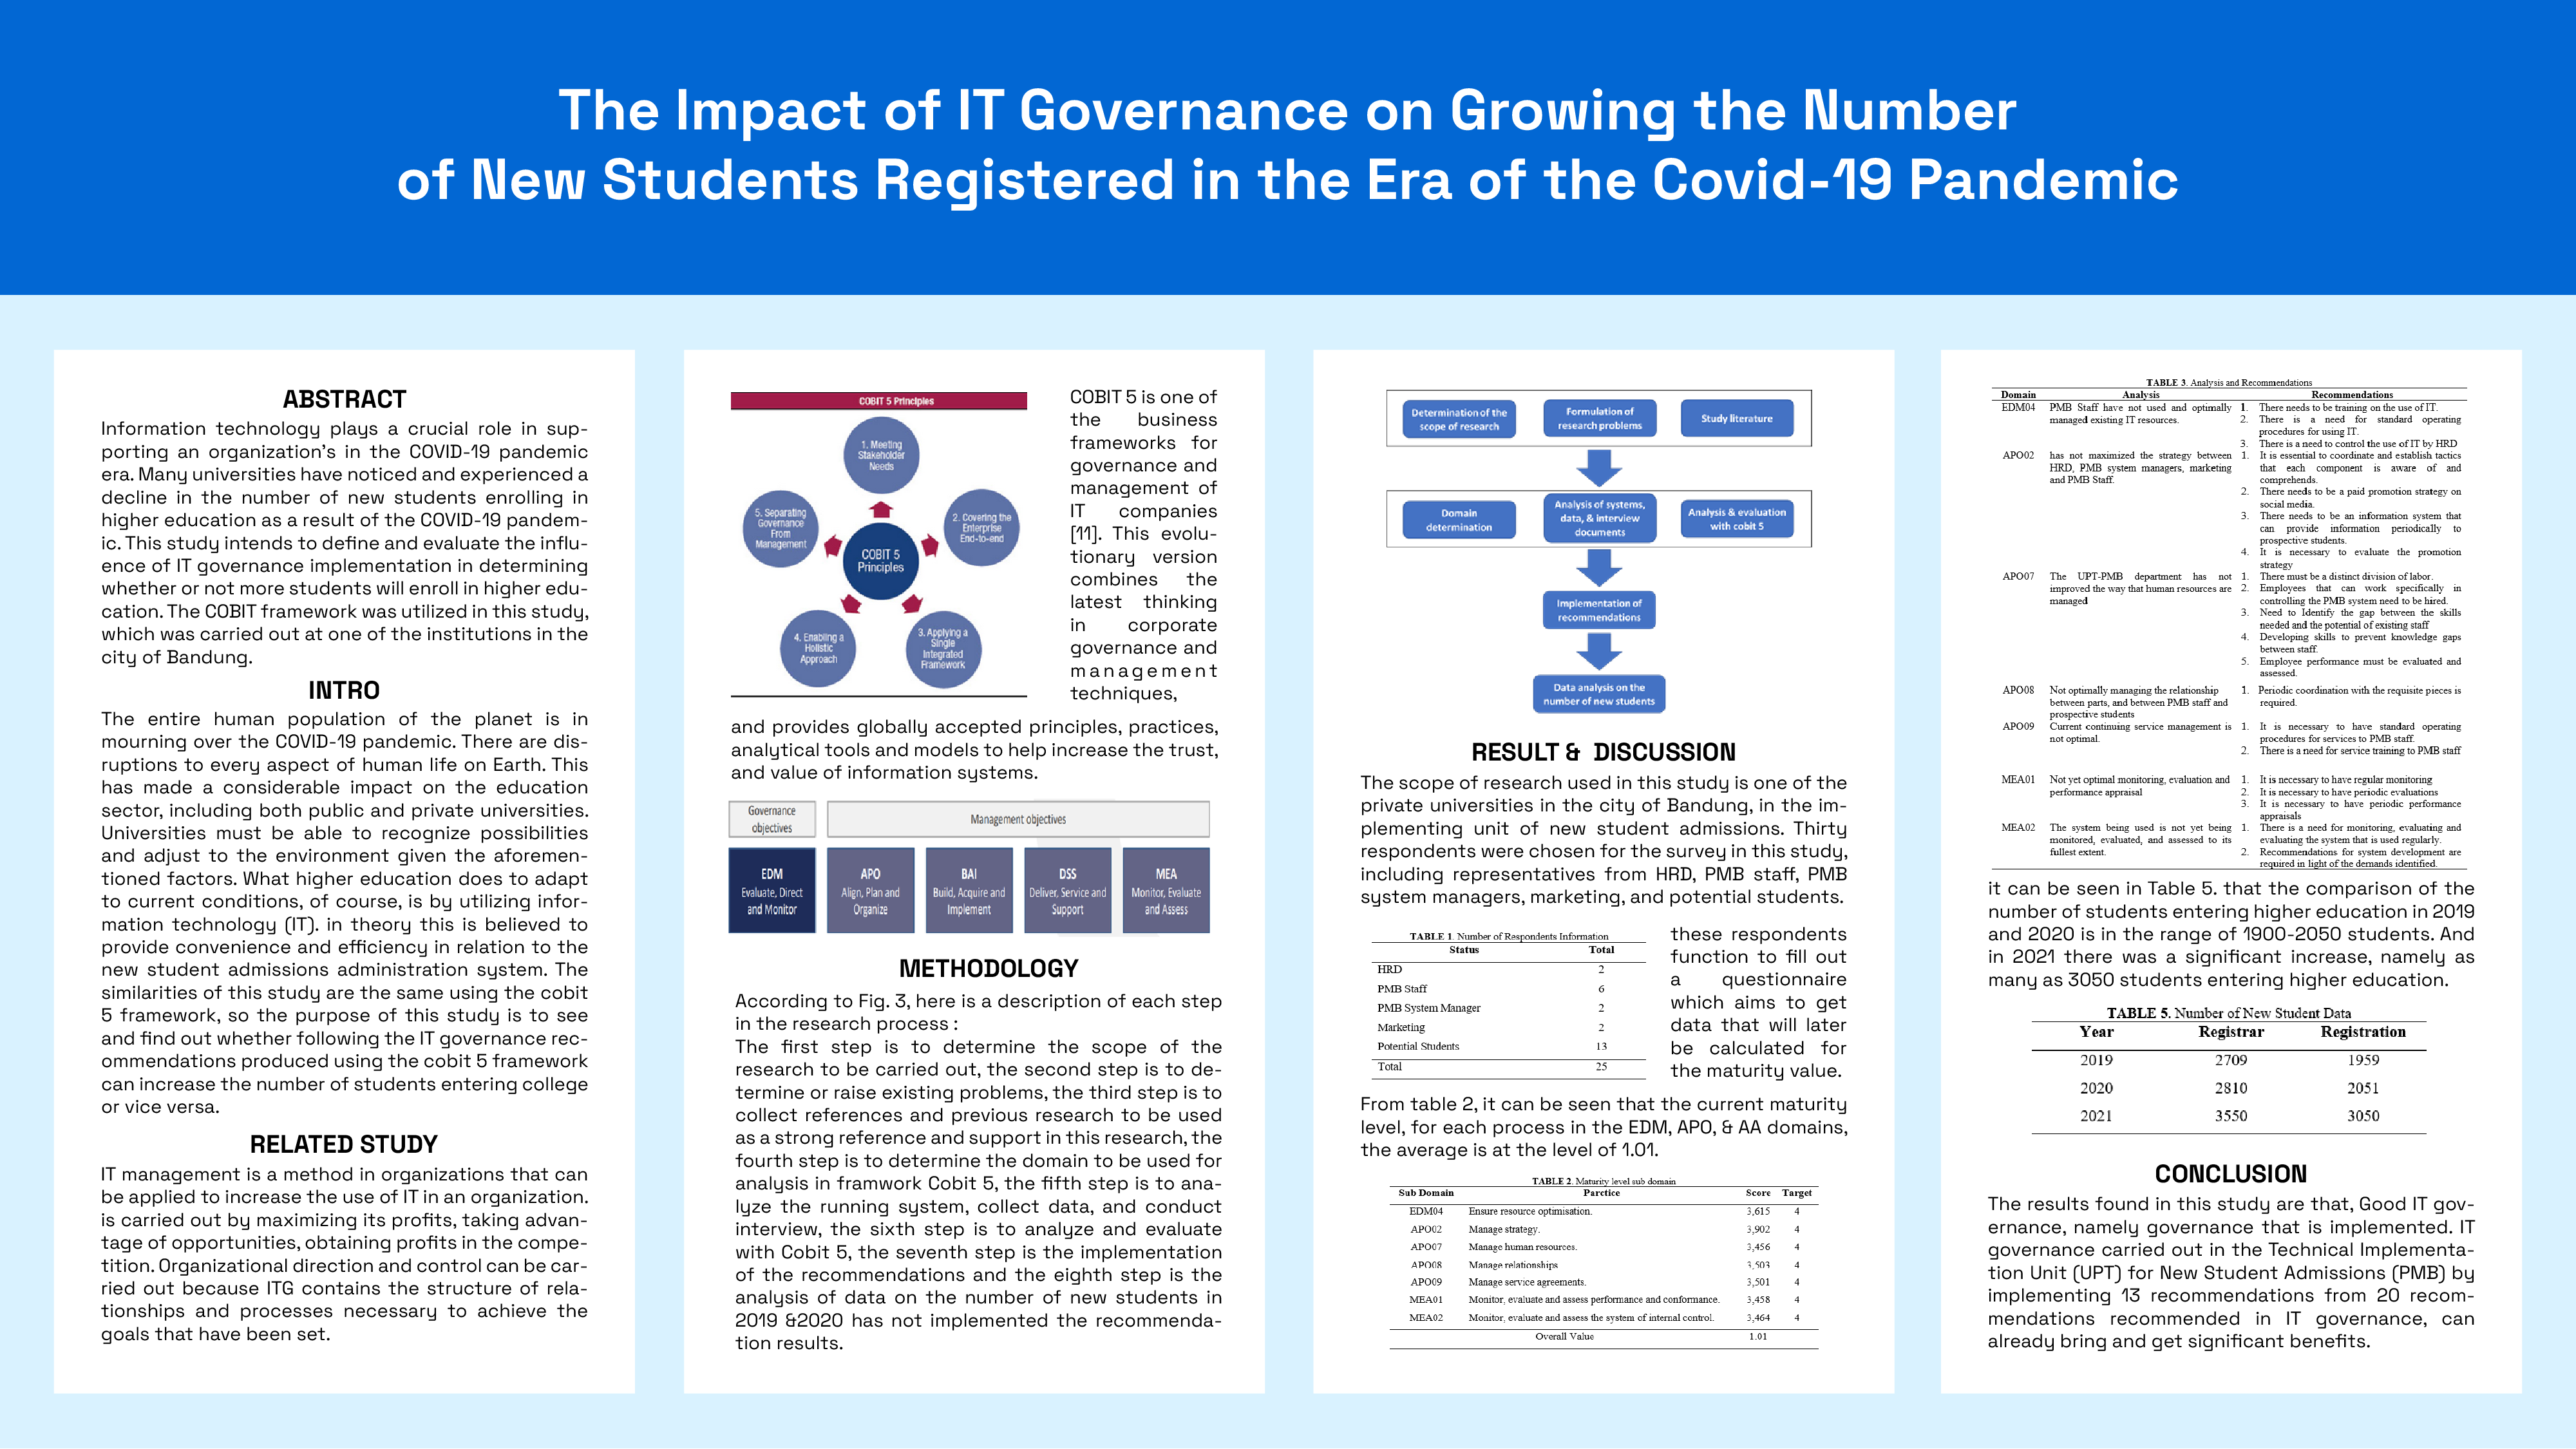 The Impact of IT Governance on Growing the Number
of New Students Registered in the Era of the Covid-19 Pandemic
ABSTRACT
Information technology plays a crucial role in sup-
porting an organization's in the COVID-19 pandemic
era. Many universities have noticed and experienced a
decline in the number of new students enrolling in
higher education as a result of the COVID-19 pandem-
ic. This study intends to define and evaluate the influ-
ence of IT governance implementation in determining
whether or not more students will enroll in higher edu-
cation. The COBIT framework was utilized in this study,
which was carried out at one of the institutions in the
city of Bandung.
INTRO
The entire human population of the planet is in
mourning over the COVID-19 pandemic. There are dis-
ruptions to every aspect of human life on Earth. This
has made a considerable impact on the education
sector, including both public and private universities.
Universities must be able to recognize possibilities
and adjust to the environment given the aforemen-
tioned factors. What higher education does to adapt
to current conditions, of course, is by utilizing infor-
mation technology (IT). in theory this is believed to
provide convenience and efficiency in relation to the
new student admissions administration system. The
similarities of this study are the same using the cobit
5 framework, so the purpose of this study is to see
and find out whether following the IT governance rec-
ommendations produced using the cobit 5 framework
can increase the number of students entering college
or vice versa.
RELATED STUDY
IT management is a method in organizations that can
be applied to increase the use of IT in an organization.
is carried out by maximizing its profits, taking advan-
tage of opportunities, obtaining profits in the compe-
tition. Organizational direction and control can be car-
ried out because ITG contains the structure of rela-
tionships and processes necessary to achieve the
goals that have been set.
COBIT 5 Principles
1. Meeting
Stakeholder
Needs
5. Separating
Governance
From
Management
2. Covering the
Enterprise
End-to-end
COBIT 5
Principles
4. Enabling a
Holistic
Approach
3. Applying a
Single
Integrated
Framework
COBIT 5 is one of
the business
frameworks for
governance and
management of
IT companies
[11]. This evolu-
tionary version
combines the
latest thinking
in corporate
governance and
management
techniques,
and provides globally accepted principles, practices,
analytical tools and models to help increase the trust,
and value of information systems.
Governance
objectives
Management objectives
EDM
Evaluate, Direct
and Monitor
APO
Align, Plan and
Organize
BAI
Build, Acquire and
Implement
DSS
Deliver, Service and
Support
MEA
Monitor, Evaluate
and Assess
METHODOLOGY
According to Fig. 3, here is a description of each step
in the research process :
The first step is to determine the scope of the
research to be carried out, the second step is to de-
termine or raise existing problems, the third step is to
collect references and previous research to be used
as a strong reference and support in this research, the
fourth step is to determine the domain to be used for
analysis in framwork Cobit 5, the fifth step is to ana-
lyze the running system, collect data, and conduct
interview, the sixth step is to analyze and evaluate
with Cobit 5, the seventh step is the implementation
of the recommendations and the eighth step is the
analysis of data on the number of new students in
2019 &2020 has not implemented the recommenda-
tion results.
Determination of the
scope of research
Formulation of
research problems
Study literature
Domain
determination
Analysis of systems,
data, & interview
documents
Analysis & evaluation
with cobit 5
Implementation of
recommendations
Data analysis on the
number of new students
RESULT & DISCUSSION
The scope of research used in this study is one of the
private universities in the city of Bandung, in the im-
plementing unit of new student admissions. Thirty
respondents were chosen for the survey in this study,
including representatives from HRD, PMB staff, PMB
system managers, marketing, and potential students.
TABLE 1. Number of Respondents Information
Status Total
HRD 2
PMB Staff 6
PMB System Manager 2
Marketing 2
Potential Students 13
Total 25
these respondents
function to fill out
a questionnaire
which aims to get
data that will later
be calculated for
the maturity value.
From table 2, it can be seen that the current maturity
level, for each process in the EDM, APO, & AA domains,
the average is at the level of 1.01.
TABLE 2. Maturity level sub domain
Sub Domain Parctice Score Target
EDM04 Ensure resource optimisation. 3,615 4
APO02 Manage strategy. 3,902 4
APO07 Manage human resources. 3,456 4
APO08 Manage relationships 3,503 4
APO09 Manage service agreements. 3,501 4
MEA01 Monitor, evaluate and assess performance and conformance. 3,458 4
MEA02 Monitor, evaluate and assess the system of internal control. 3,464 4
Overall Value 1.01
TABLE 3. Analysis and Recommendations
Domain Analysis Recommendations
EDM04 PMB Staff have not used and optimally 1. There needs to be training on the use of IT.
managed existing IT resources. 2. There is a need for standard operating
procedures for using IT.
3. There is a need to control the use of IT by HRD
APO02 has not maximized the strategy between 1. It is essential to coordinate and establish tactics
HRD, PMB system managers, marketing that each component is aware of and
and PMB Staff. comprehends.
2. There needs to be a paid promotion strategy on
social media.
3. There needs to be an information system that
can provide information periodically to
prospective students.
4. It is necessary to evaluate the promotion
strategy
APO07 The UPT-PMB department has not 1. There must be a distinct division of labor.
improved the way that human resources are 2. Employees that can work specifically in
managed controlling the PMB system need to be hired.
3. Need to Identify the gap between the skills
needed and the potential of existing staff
4. Developing skills to prevent knowledge gaps
between staff.
5. Employee performance must be evaluated and
assessed.
APO08 Not optimally managing the relationship 1. Periodic coordination with the requisite pieces is
between parts, and between PMB staff and required.
prospective students
APO09 Current continuing service management is 1. It is necessary to have standard operating
not optimal. procedures for services to PMB staff.
2. There is a need for service training to PMB staff
MEA01 Not yet optimal monitoring, evaluation and 1. It is necessary to have regular monitoring
performance appraisal 2. It is necessary to have periodic evaluations
3. It is necessary to have periodic performance
appraisals
MEA02 The system being used is not yet being 1. There is a need for monitoring, evaluating and
monitored, evaluated, and assessed to its evaluating the system that is used regularly.
fullest extent. 2. Recommendations for system development are
required in light of the demands identified.
it can be seen in Table 5. that the comparison of the
number of students entering higher education in 2019
and 2020 is in the range of 1900-2050 students. And
in 2021 there was a significant increase, namely as
many as 3050 students entering higher education.
TABLE 5. Number of New Student Data
Year Registrar Registration
2019 2709 1959
2020 2810 2051
2021 3550 3050
CONCLUSION
The results found in this study are that, Good IT gov-
ernance, namely governance that is implemented. IT
governance carried out in the Technical Implementa-
tion Unit (UPT) for New Student Admissions (PMB) by
implementing 13 recommendations from 20 recom-
mendations recommended in IT governance, can
already bring and get significant benefits.